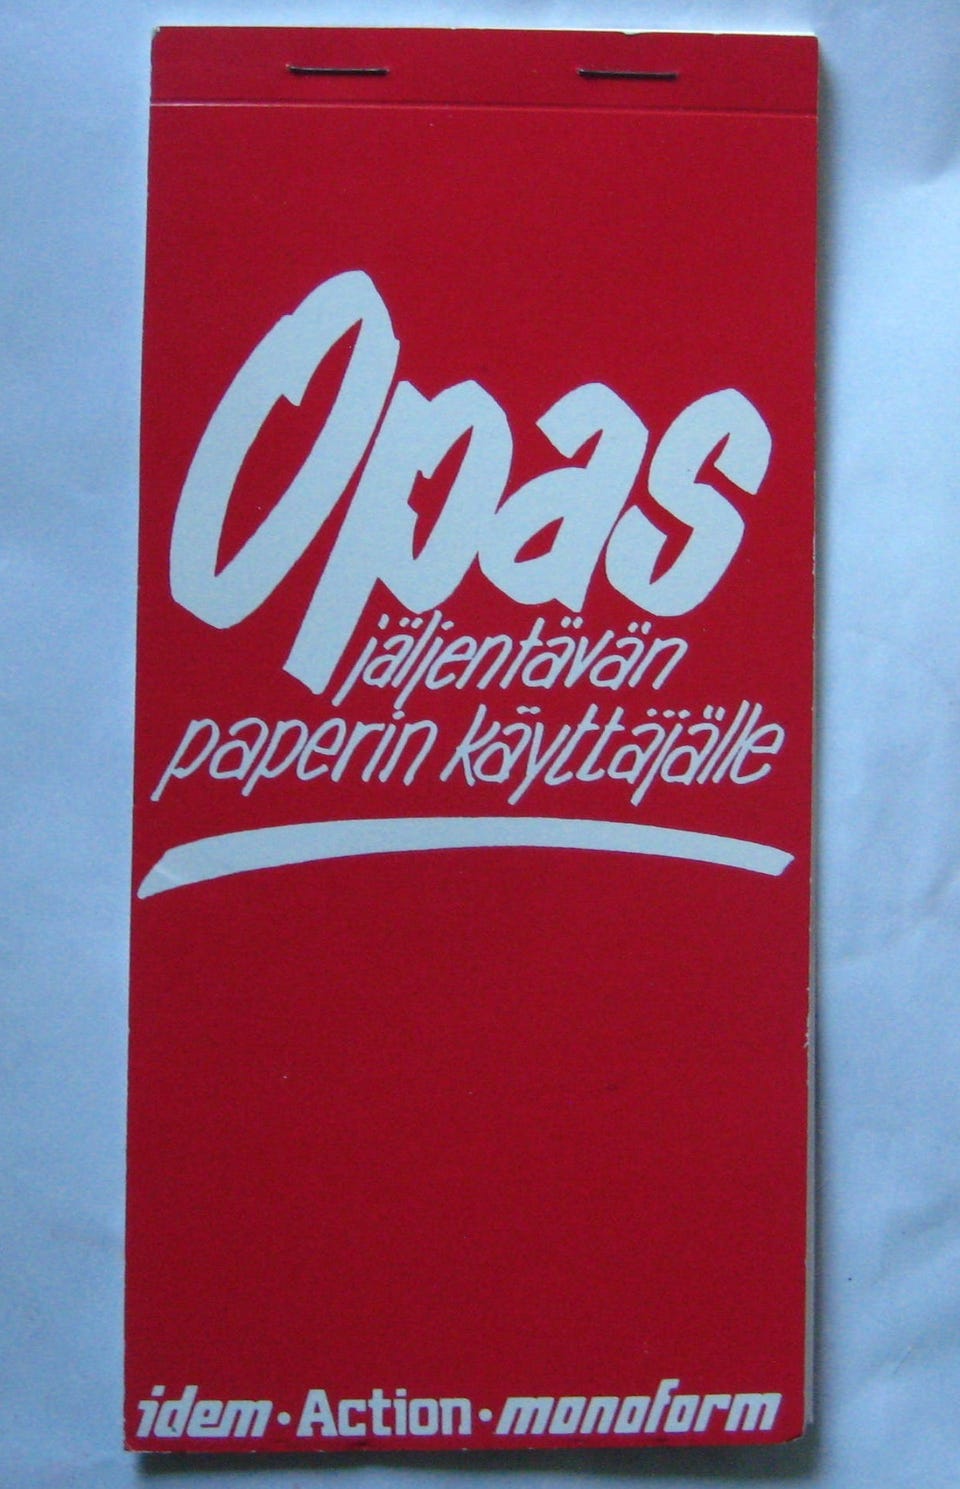 Opas
jäljentävän
paperin käyttäjälle
idem · Action · monoform